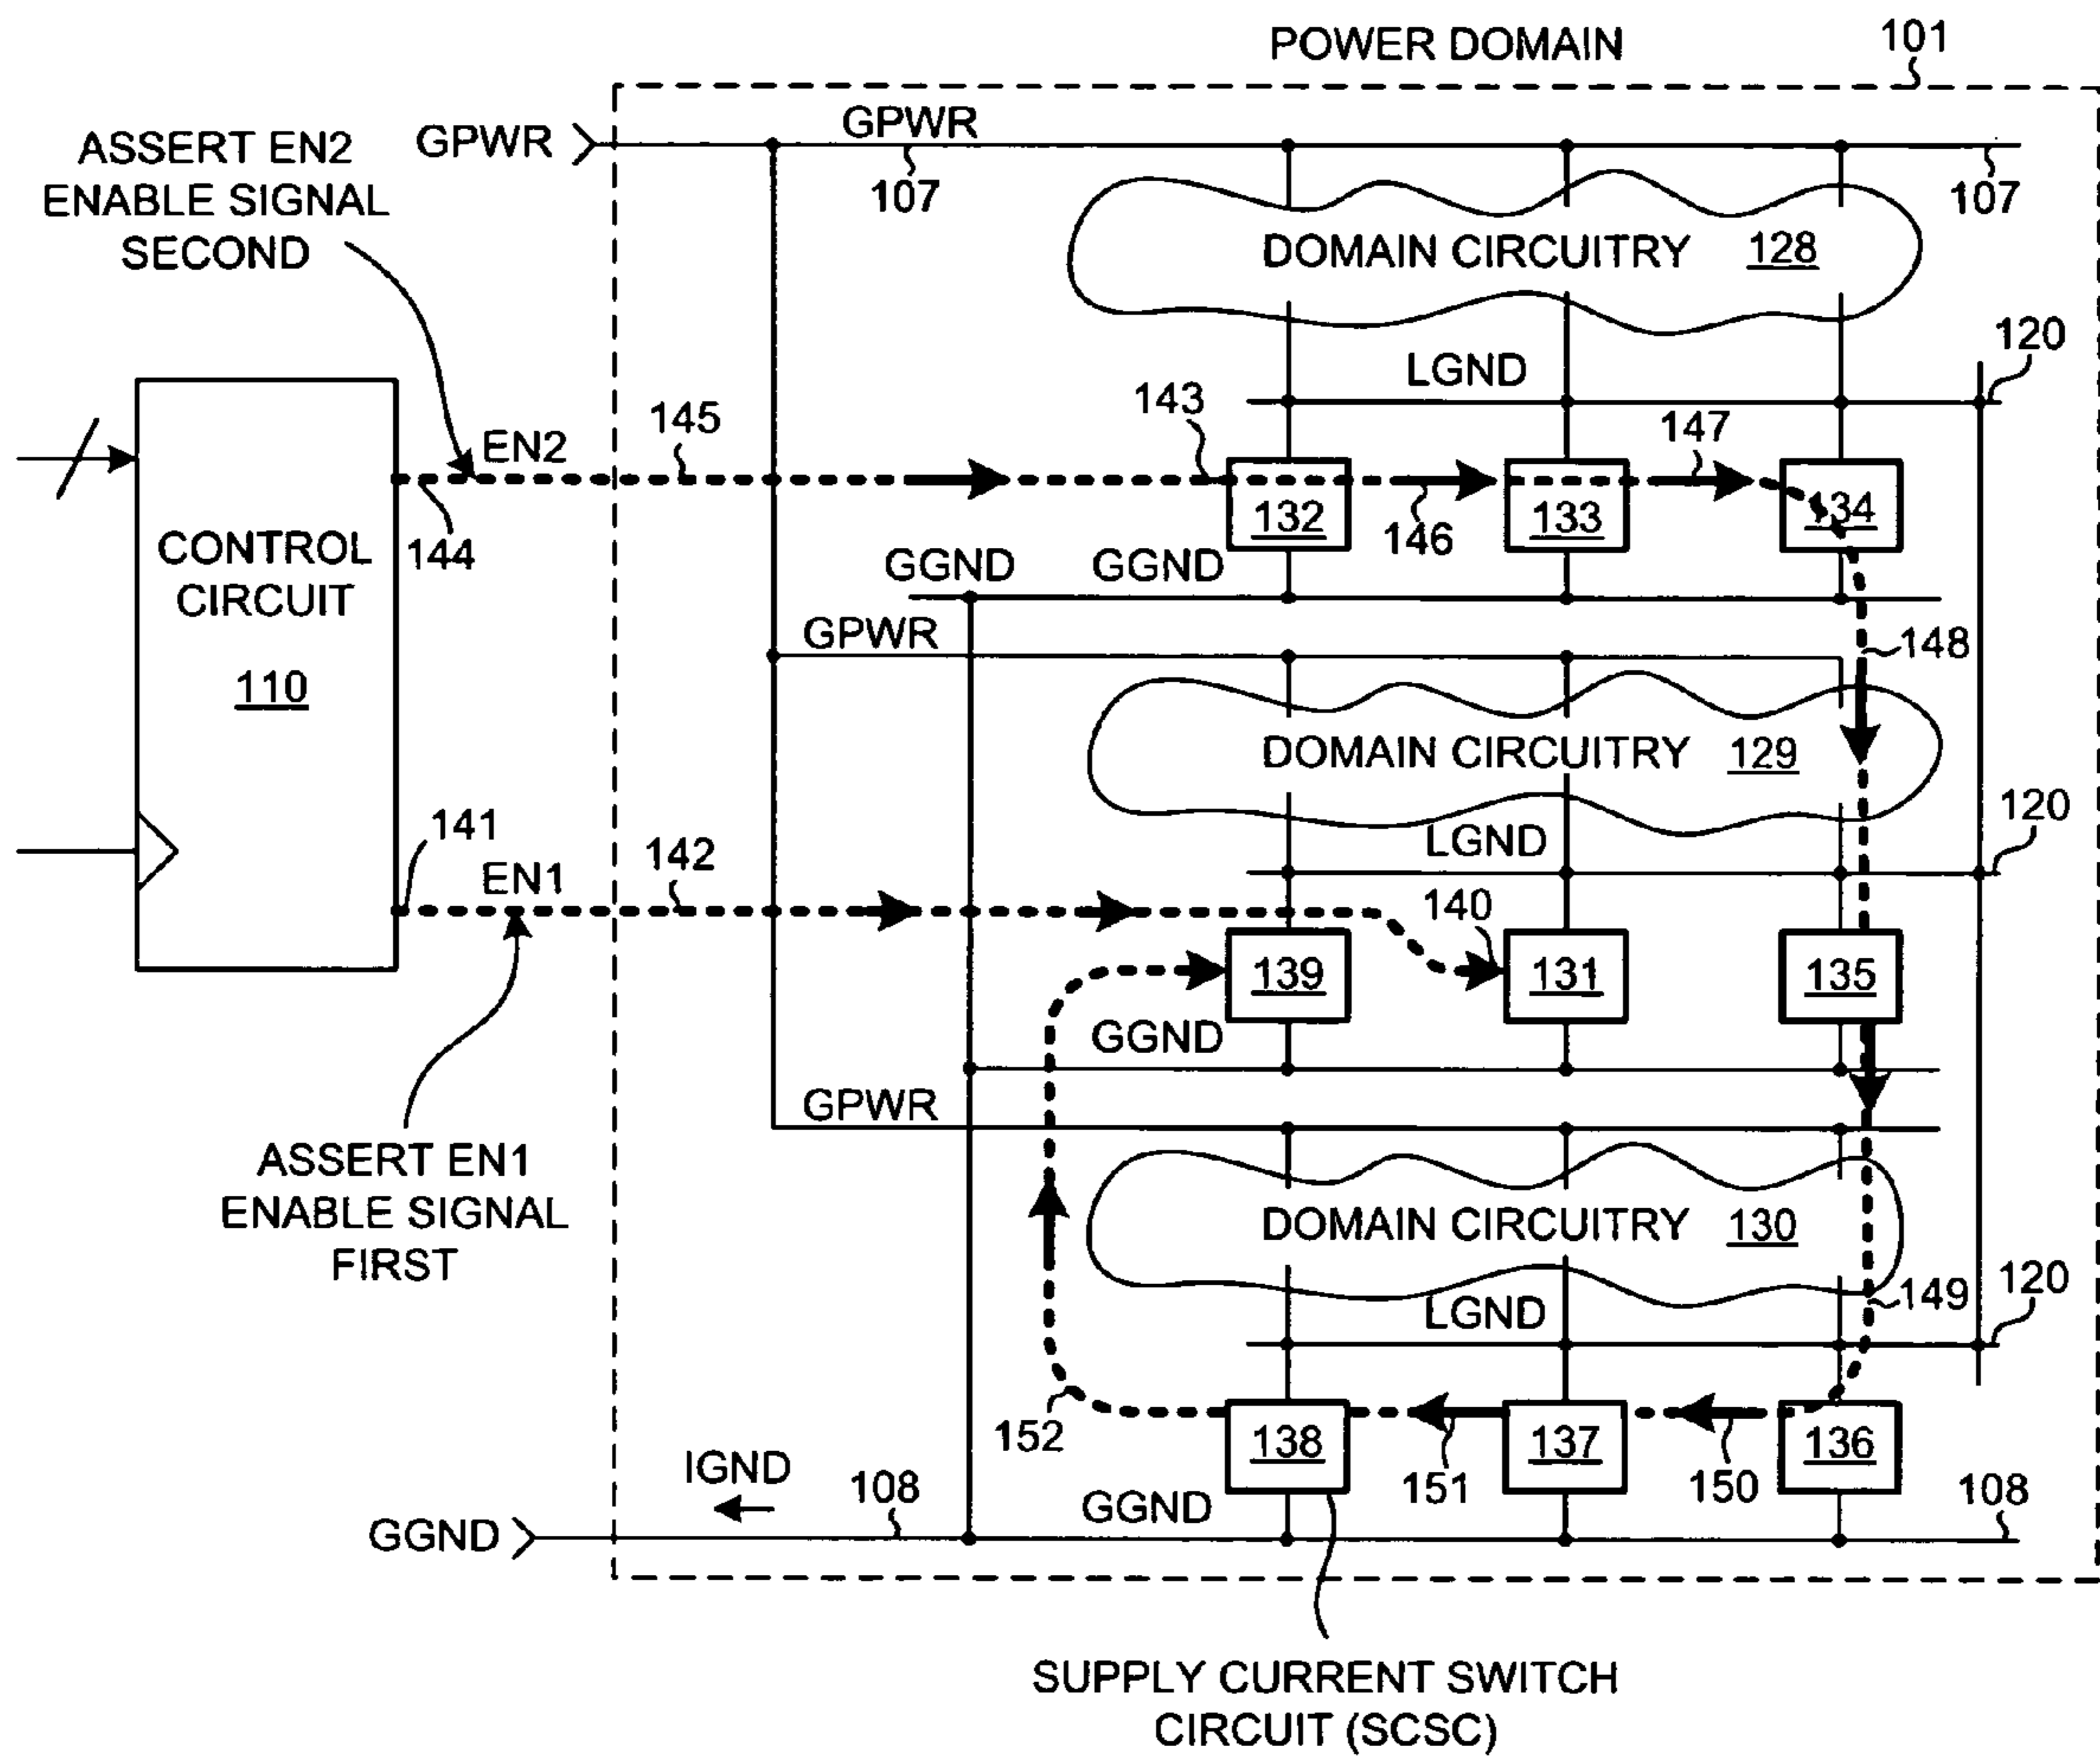 POWER DOMAIN
101
ASSERT EN2
ENABLE SIGNAL
SECOND
GPWR
GPWR
107
107
DOMAIN CIRCUITRY 128
120
LGND
143
147
145
EN2
144
132
146
133
134
CONTROL
CIRCUIT
110
GGND
GGND
GPWR
148
DOMAIN CIRCUITRY 129
120
LGND
141
EN1
142
140
139
131
135
GGND
GPWR
ASSERT EN1
ENABLE SIGNAL
FIRST
DOMAIN CIRCUITRY 130
120
149
LGND
152
138
151
137
150
136
IGND
108
GGND
108
GGND
SUPPLY CURRENT SWITCH
CIRCUIT (SCSC)